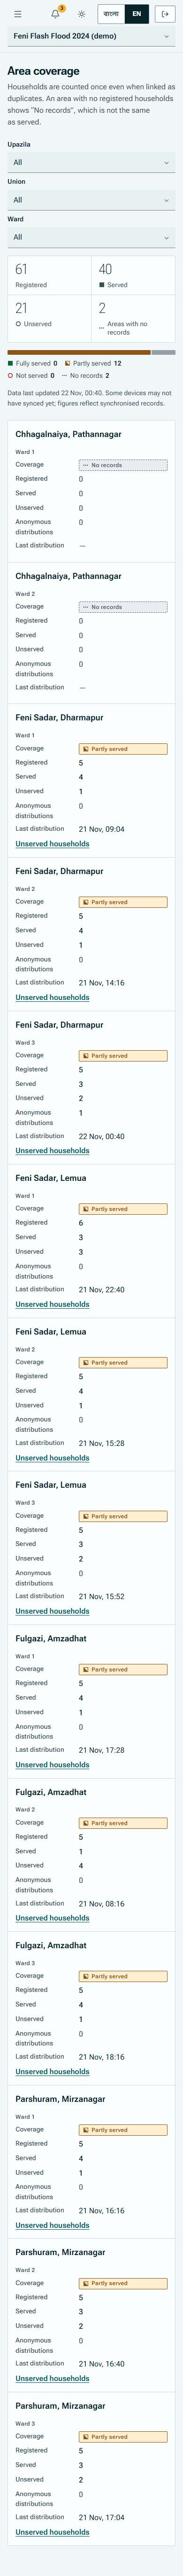 3
বাংলা
EN
Feni Flash Flood 2024 (demo)
Area coverage
Households are counted once even when linked as
duplicates. An area with no registered households
shows “No records”, which is not the same
as served.
Upazila
All
Union
All
Ward
All
61
Registered
40
Served
21
Unserved
2
Areas with no
records
Fully served 0
Partly served 12
Not served 0
No records 2
Data last updated 22 Nov, 00:40. Some devices may not
have synced yet; figures reflect synchronised records.
Chhagalnaiya, Pathannagar
Ward 1
Coverage
No records
Registered
0
Served
0
Unserved
0
Anonymous
distributions
0
Last distribution
—
Chhagalnaiya, Pathannagar
Ward 2
Coverage
No records
Registered
0
Served
0
Unserved
0
Anonymous
distributions
0
Last distribution
—
Feni Sadar, Dharmapur
Ward 1
Coverage
Partly served
Registered
5
Served
4
Unserved
1
Anonymous
distributions
0
Last distribution
21 Nov, 09:04
Unserved households
Feni Sadar, Dharmapur
Ward 2
Coverage
Partly served
Registered
5
Served
4
Unserved
1
Anonymous
distributions
0
Last distribution
21 Nov, 14:16
Unserved households
Feni Sadar, Dharmapur
Ward 3
Coverage
Partly served
Registered
5
Served
3
Unserved
2
Anonymous
distributions
1
Last distribution
22 Nov, 00:40
Unserved households
Feni Sadar, Lemua
Ward 1
Coverage
Partly served
Registered
6
Served
3
Unserved
3
Anonymous
distributions
0
Last distribution
21 Nov, 22:40
Unserved households
Feni Sadar, Lemua
Ward 2
Coverage
Partly served
Registered
5
Served
4
Unserved
1
Anonymous
distributions
0
Last distribution
21 Nov, 15:28
Unserved households
Feni Sadar, Lemua
Ward 3
Coverage
Partly served
Registered
5
Served
3
Unserved
2
Anonymous
distributions
0
Last distribution
21 Nov, 15:52
Unserved households
Fulgazi, Amzadhat
Ward 1
Coverage
Partly served
Registered
5
Served
4
Unserved
1
Anonymous
distributions
0
Last distribution
21 Nov, 17:28
Unserved households
Fulgazi, Amzadhat
Ward 2
Coverage
Partly served
Registered
5
Served
1
Unserved
4
Anonymous
distributions
0
Last distribution
21 Nov, 08:16
Unserved households
Fulgazi, Amzadhat
Ward 3
Coverage
Partly served
Registered
5
Served
4
Unserved
1
Anonymous
distributions
0
Last distribution
21 Nov, 18:16
Unserved households
Parshuram, Mirzanagar
Ward 1
Coverage
Partly served
Registered
5
Served
4
Unserved
1
Anonymous
distributions
0
Last distribution
21 Nov, 16:16
Unserved households
Parshuram, Mirzanagar
Ward 2
Coverage
Partly served
Registered
5
Served
3
Unserved
2
Anonymous
distributions
0
Last distribution
21 Nov, 16:40
Unserved households
Parshuram, Mirzanagar
Ward 3
Coverage
Partly served
Registered
5
Served
3
Unserved
2
Anonymous
distributions
0
Last distribution
21 Nov, 17:04
Unserved households